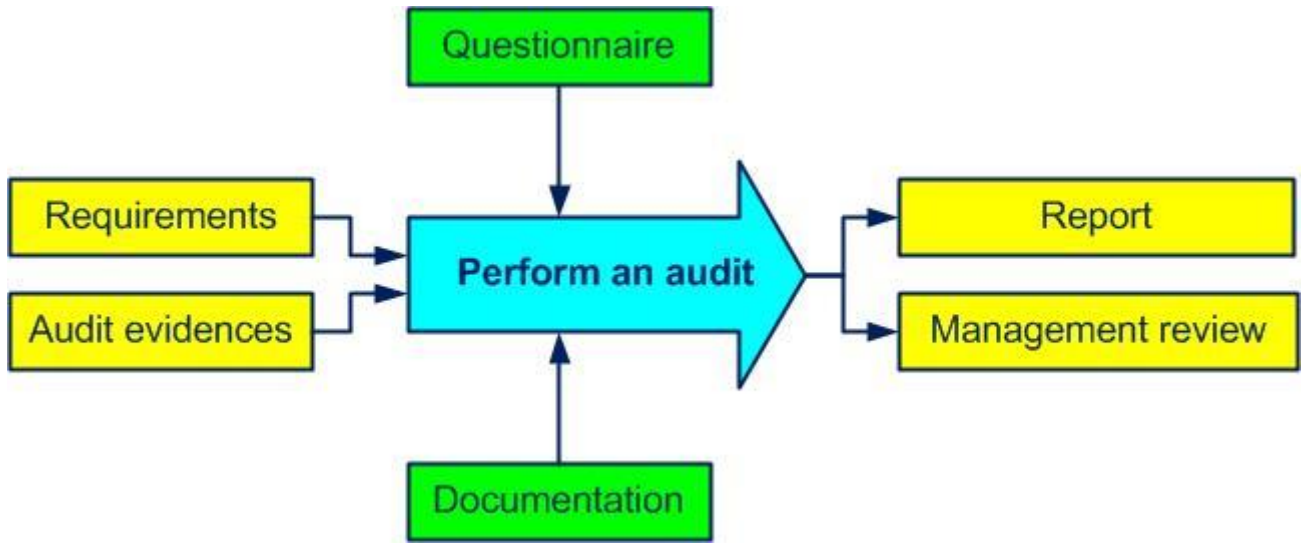 Questionnaire
Requirements
Audit evidences
Perform an audit
Report
Management review
Documentation